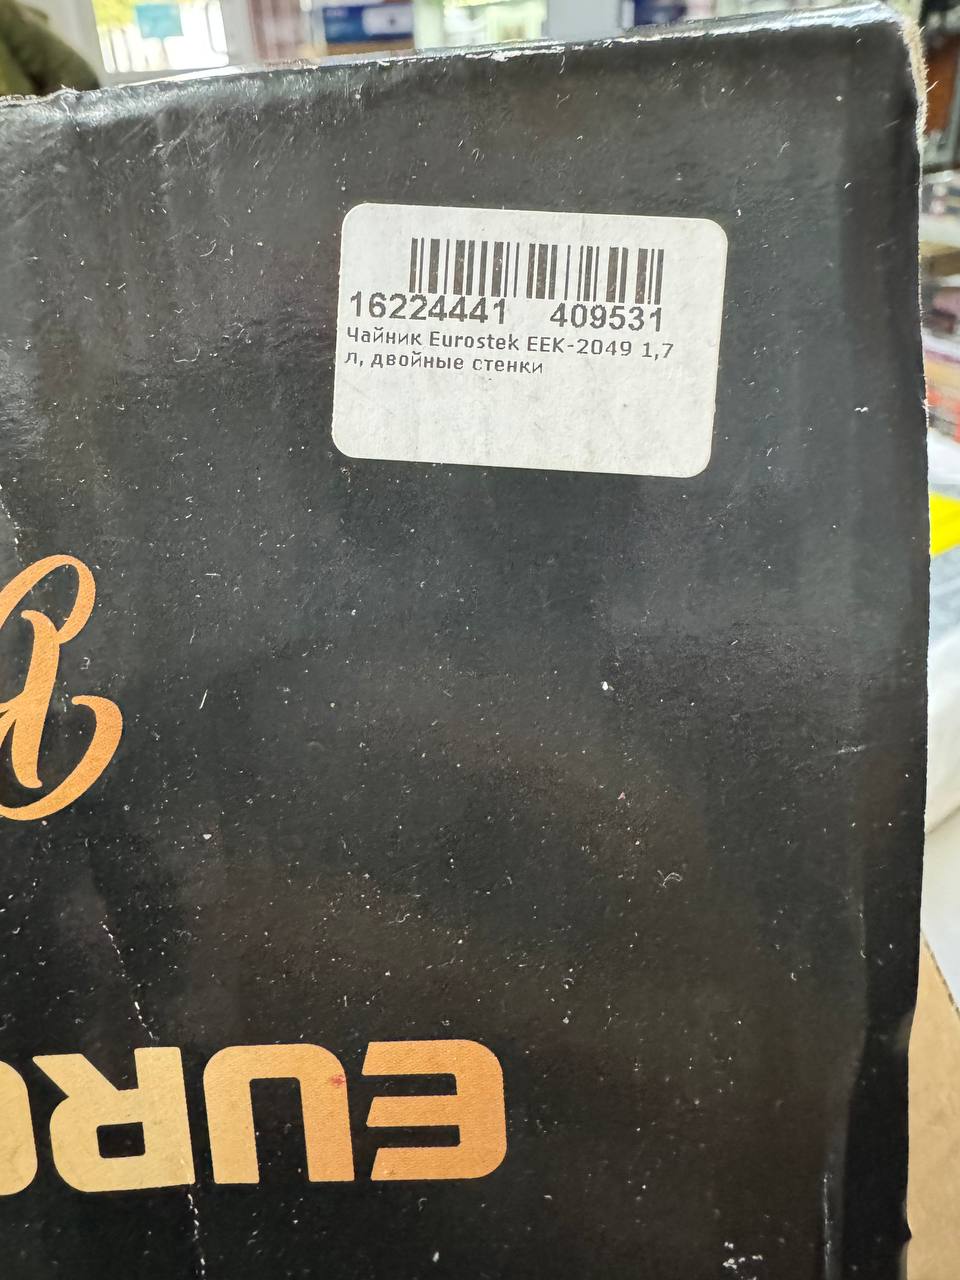 16224441 409531
Чайник Eurostek EEK-2049 1,7
л, двойные стенки
EURO